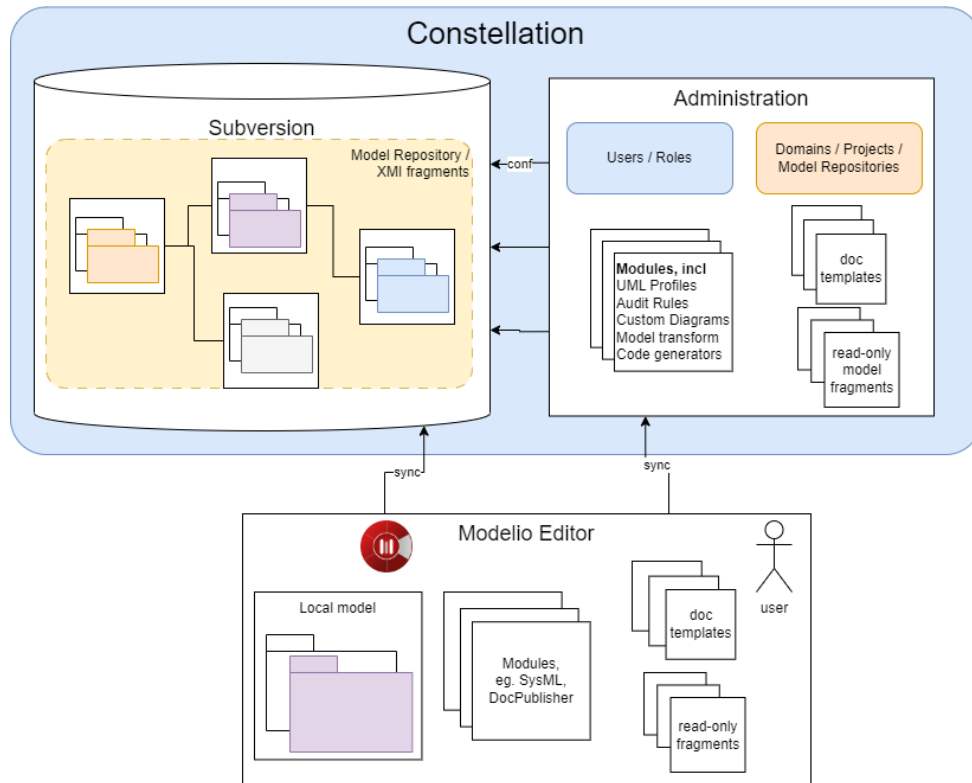 Constellation
Subversion
Model Repository /
XMI fragments
Administration
Users / Roles
Domains / Projects /
Model Repositories
conf
Modules, incl
UML Profiles
Audit Rules
Custom Diagrams
Model transform
Code generators
doc
templates
read-only
model
fragments
sync
sync
Modelio Editor
user
Local model
Modules,
eg. SysML,
DocPublisher
doc
templates
read-only
fragments